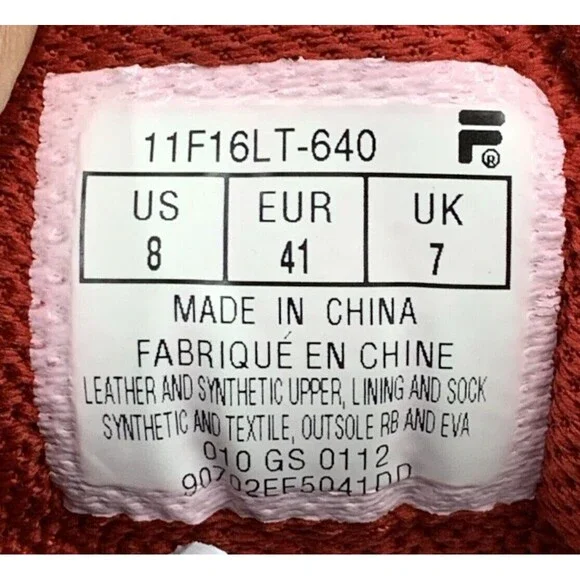 11F16LT-640
US EUR UK
8 41 7
MADE IN CHINA
FABRIQUÉ EN CHINE
LEATHER AND SYNTHETIC UPPER, LINING AND SOCK
SYNTHETIC AND TEXTILE, OUTSOLE RB AND EVA
010 GS 0112